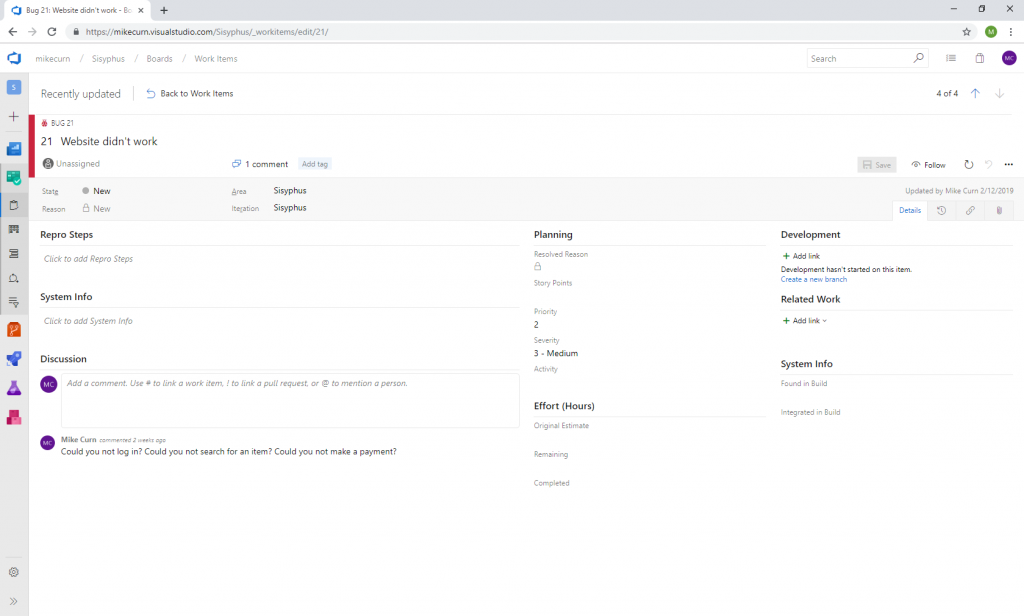 Bug 21: Website didn't work - Bo
https://mikecurn.visualstudio.com/Sisyphus/_workitems/edit/21/
M
mikecurn / Sisyphus / Boards / Work Items
Search
MC
S
Recently updated
Back to Work Items
4 of 4
BUG 21
21 Website didn't work
Unassigned
1 comment
Add tag
Save
Follow
State
New
Area
Sisyphus
Updated by Mike Curn 2/12/2019
Reason
New
Iteration
Sisyphus
Details
Repro Steps
Click to add Repro Steps
System Info
Click to add System Info
Discussion
MC
Add a comment. Use # to link a work item, ! to link a pull request, or @ to mention a person.
MC
Mike Curn commented 2 weeks ago
Could you not log in? Could you not search for an item? Could you not make a payment?
Planning
Resolved Reason
Story Points
Priority
2
Severity
3 - Medium
Activity
Effort (Hours)
Original Estimate
Remaining
Completed
Development
+ Add link
Development hasn't started on this item.
Create a new branch
Related Work
+ Add link
System Info
Found in Build
Integrated in Build